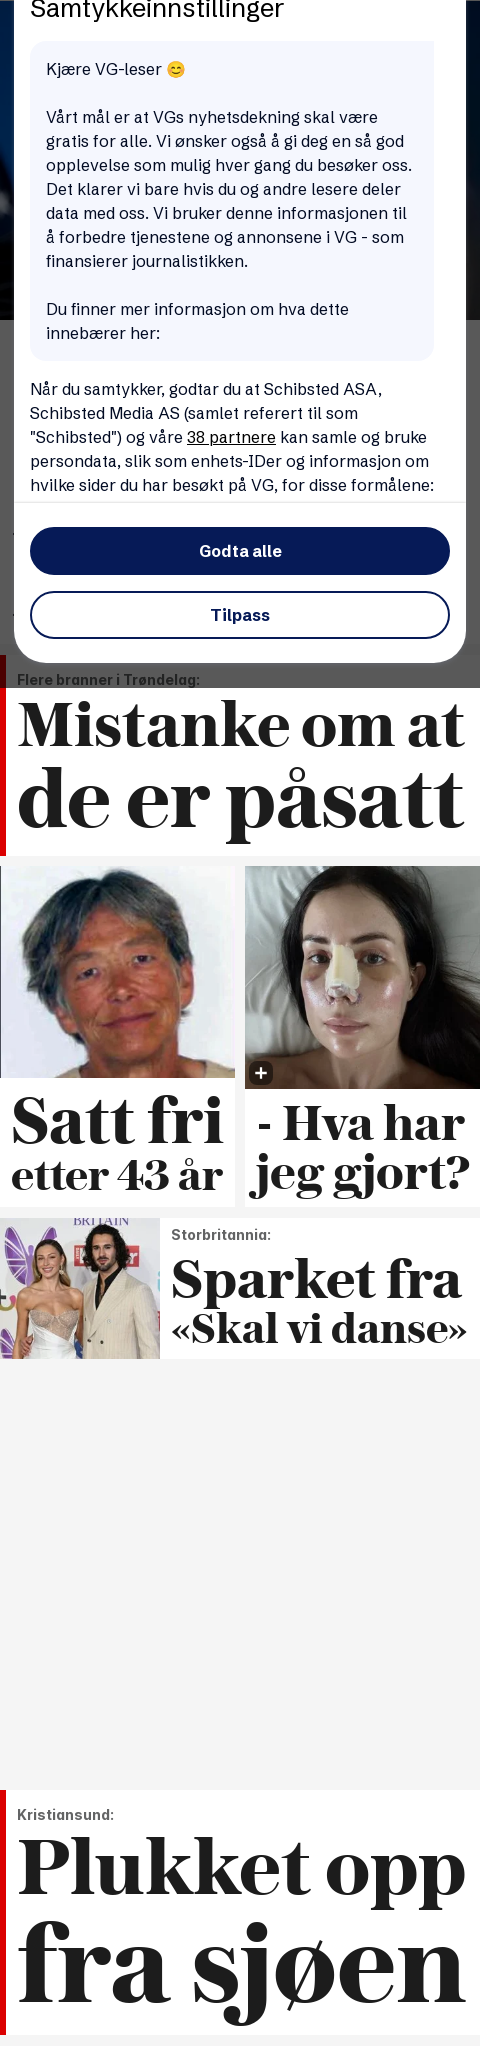 Samtykkeinnstillinger
Kjære VG-leser 😊
Vårt mål er at VGs nyhetsdekning skal være
gratis for alle. Vi ønsker også å gi deg en så god
opplevelse som mulig hver gang du besøker oss.
Det klarer vi bare hvis du og andre lesere deler
data med oss. Vi bruker denne informasjonen til
å forbedre tjenestene og annonsene i VG - som
finansierer journalistikken.
Du finner mer informasjon om hva dette
innebærer her:
Når du samtykker, godtar du at Schibsted ASA,
Schibsted Media AS (samlet referert til som
"Schibsted") og våre 38 partnere kan samle og bruke
persondata, slik som enhets-IDer og informasjon om
hvilke sider du har besøkt på VG, for disse formålene:
Godta alle
Tilpass
Flere branner i Trøndelag:
Mistanke om at
de er påsatt
Satt fri
etter 43 år
- Hva har
jeg gjort?
BRITAIN
Storbritannia:
Sparket fra
«Skal vi danse»
Kristiansund:
Plukket opp
fra sjøen